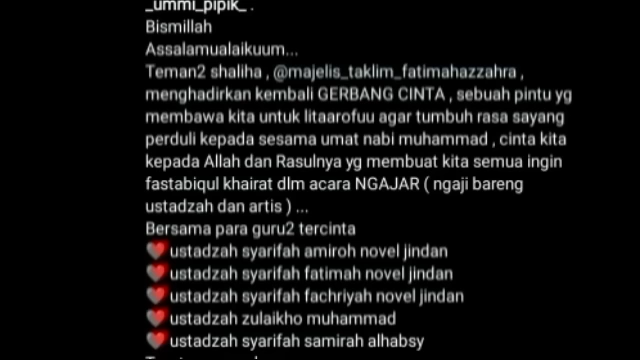 _ummi_pipik_ .
Bismillah
Assalamualaikuum...
Teman2 shaliha , @majelis_taklim_fatimahazzahra ,
menghadirkan kembali GERBANG CINTA , sebuah pintu yg
membawa kita untuk litaarofuu agar tumbuh rasa sayang
perduli kepada sesama umat nabi muhammad , cinta kita
kepada Allah dan Rasulnya yg membuat kita semua ingin
fastabiqul khairat dlm acara NGAJAR ( ngaji bareng
ustadzah dan artis ) ...
Bersama para guru2 tercinta
❤️ustadzah syarifah amiroh novel jindan
❤️ustadzah syarifah fatimah novel jindan
❤️ustadzah syarifah fachriyah novel jindan
❤️ustadzah zulaikho muhammad
❤️ustadzah syarifah samirah alhabsy